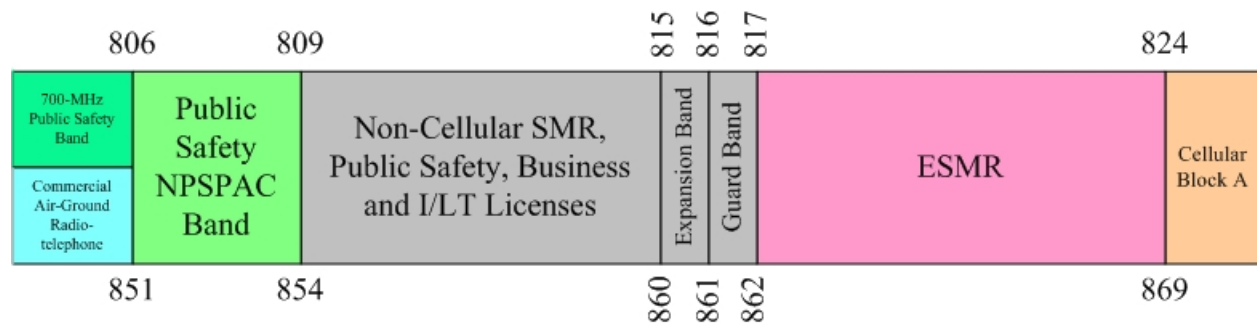 806
809
815
816
817
824
700-MHz
Public Safety
Band
Commercial
Air-Ground
Radio-
telephone
Public
Safety
NPSPAC
Band
Non-Cellular SMR,
Public Safety, Business
and I/LT Licenses
Expansion Band
Guard Band
ESMR
Cellular
Block A
851
854
860
861
862
869